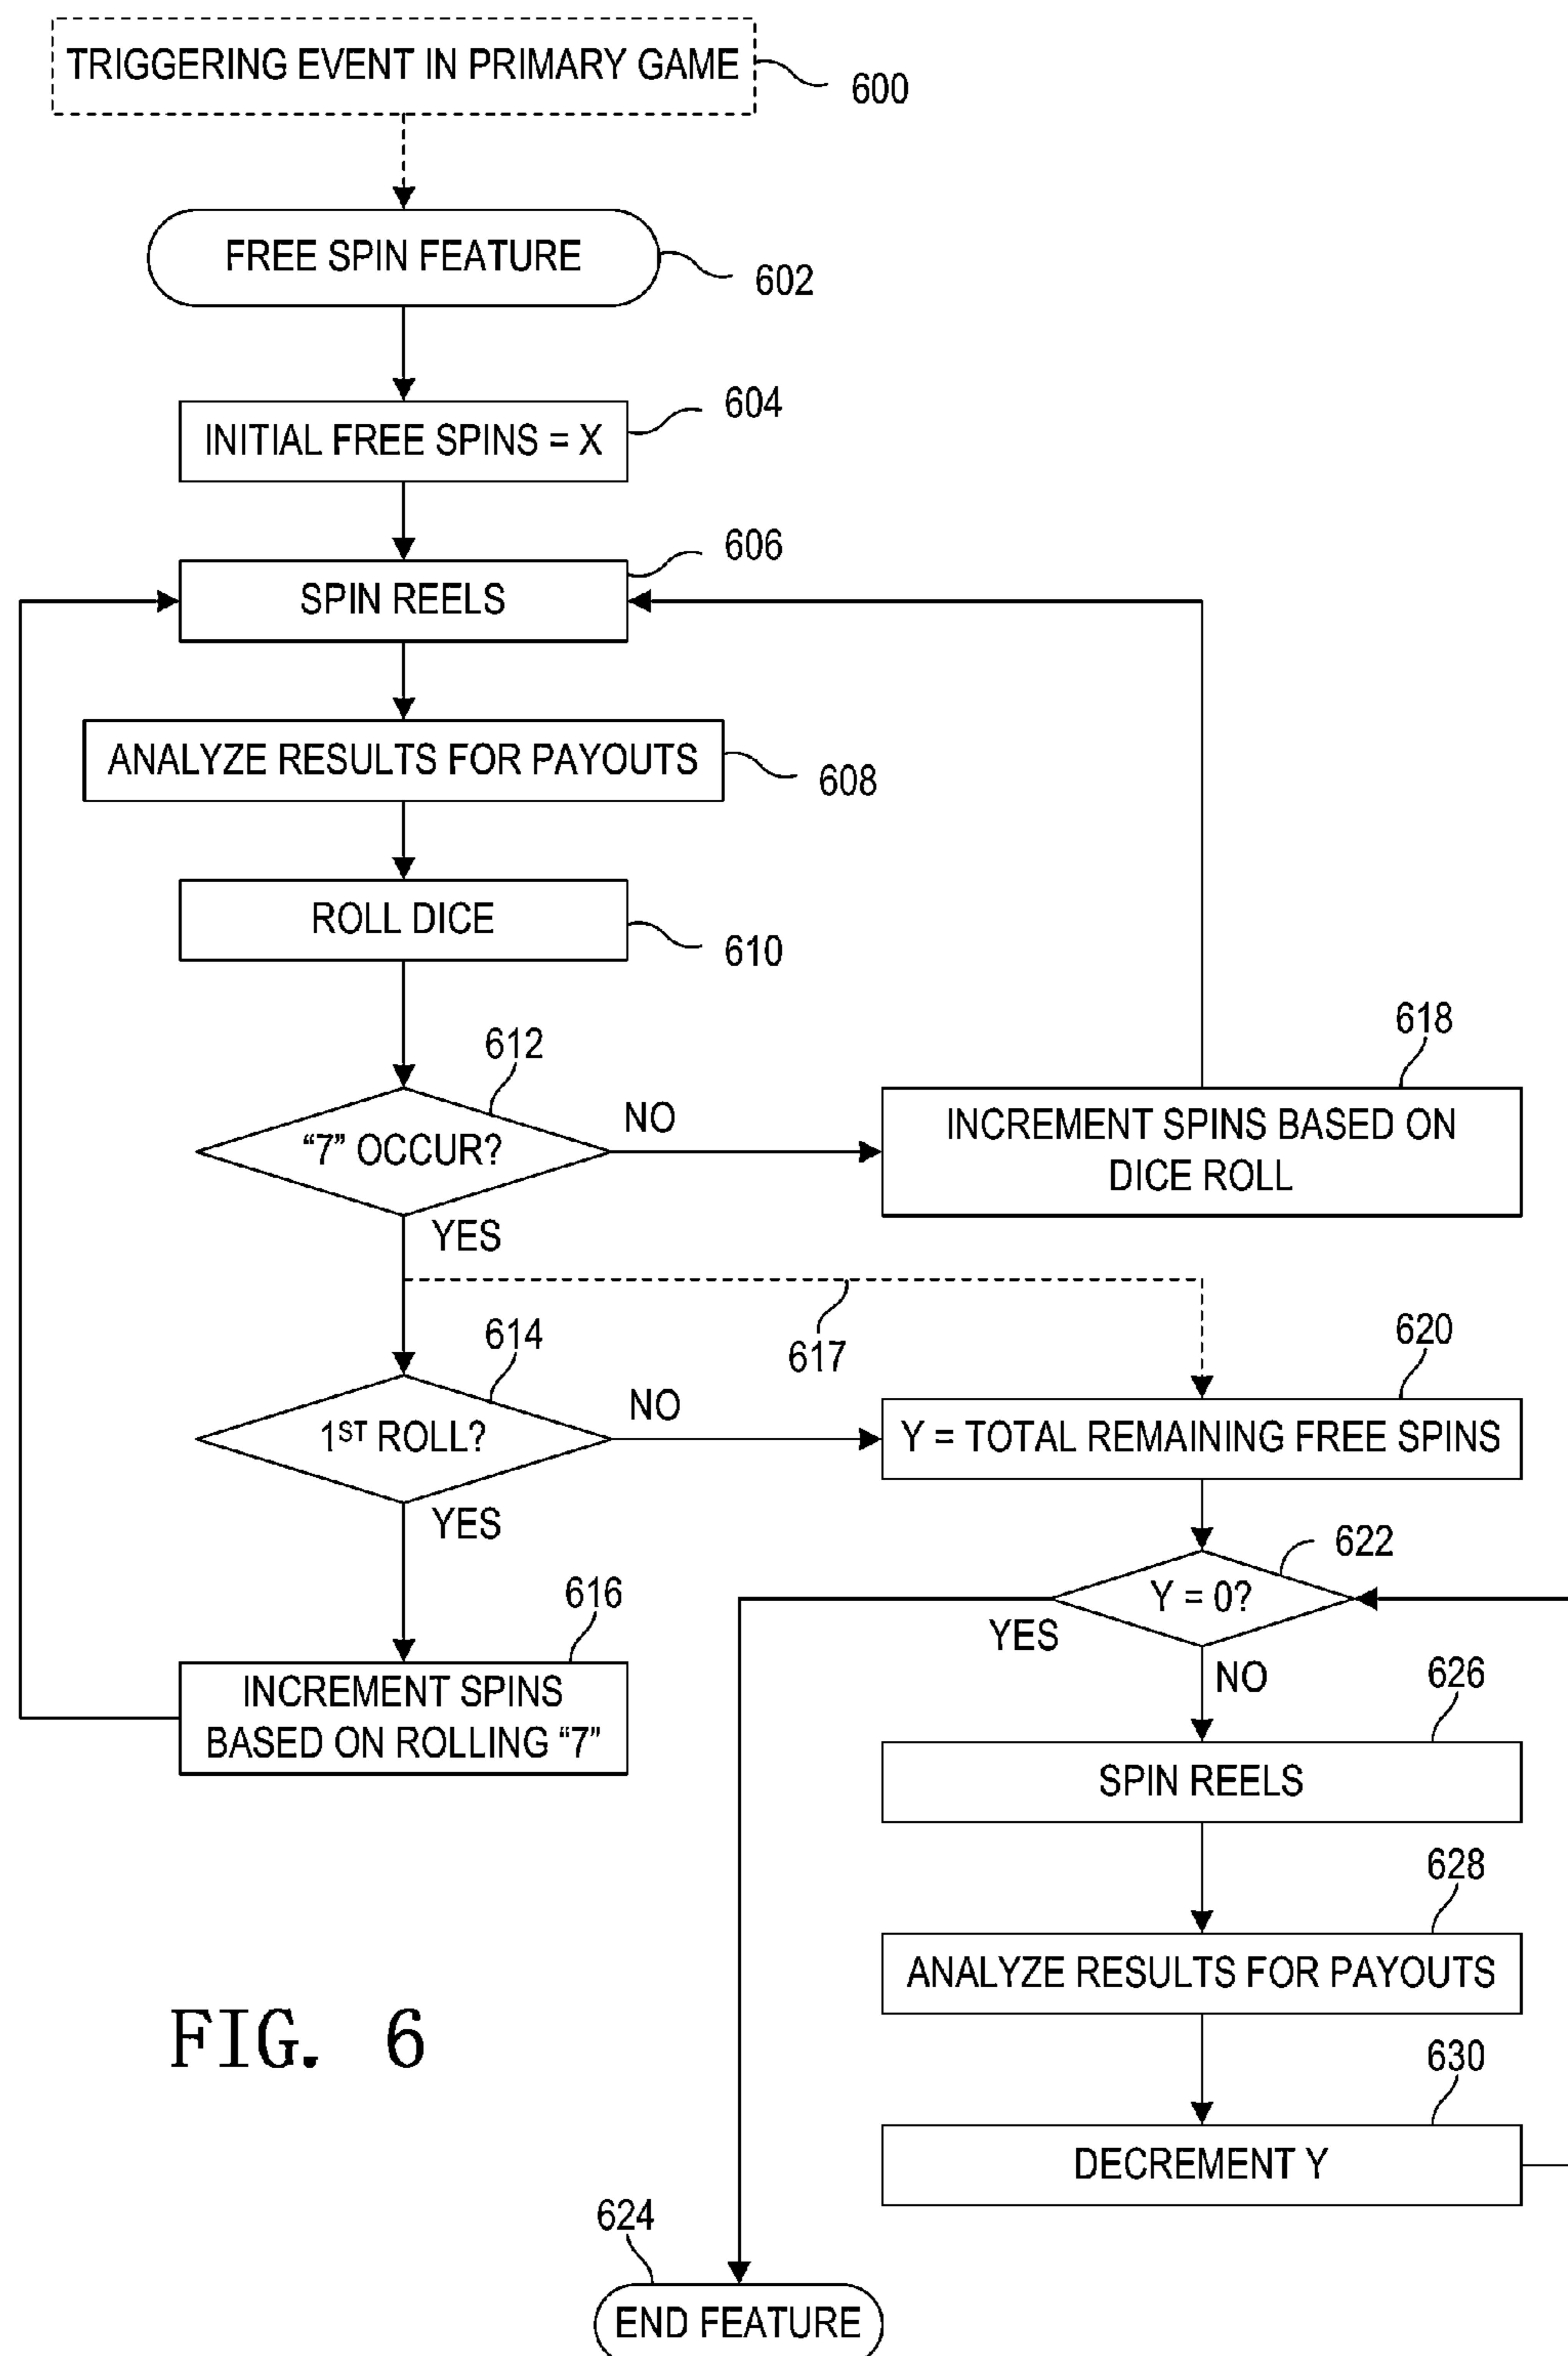 TRIGGERING EVENT IN PRIMARY GAME
600
FREE SPIN FEATURE
602
604
INITIAL FREE SPINS = X
606
SPIN REELS
ANALYZE RESULTS FOR PAYOUTS
608
ROLL DICE
610
612
618
"7" OCCUR?
NO
INCREMENT SPINS BASED ON
DICE ROLL
YES
617
614
620
1ST ROLL?
NO
Y = TOTAL REMAINING FREE SPINS
YES
622
Y = 0?
YES
NO
616
INCREMENT SPINS
BASED ON ROLLING "7"
626
SPIN REELS
628
ANALYZE RESULTS FOR PAYOUTS
630
DECREMENT Y
624
END FEATURE
FIG. 6